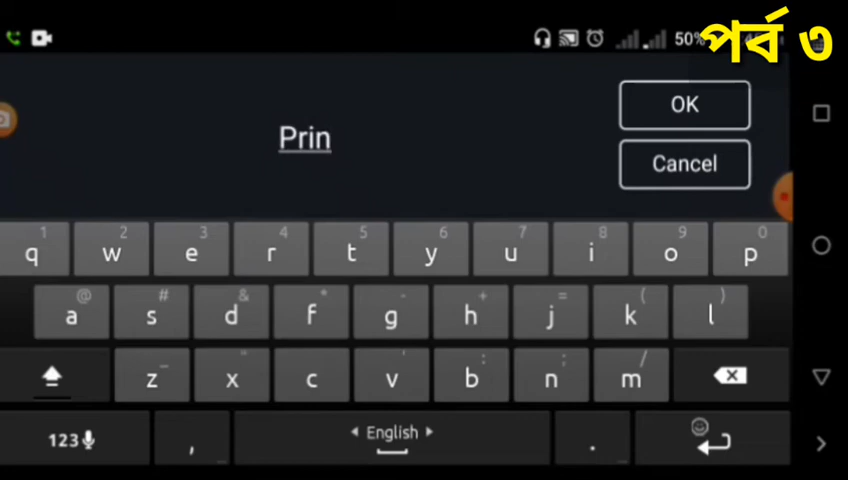 50%
পর্ব ৩
OK
Prin
Cancel
1 2 3 4 5 6 7 8 9 0
q w e r t y u i o p
@ # & * - + = ( )
a s d f g h j k l
_ " ' : ; /
z x c v b n m
123 , English .